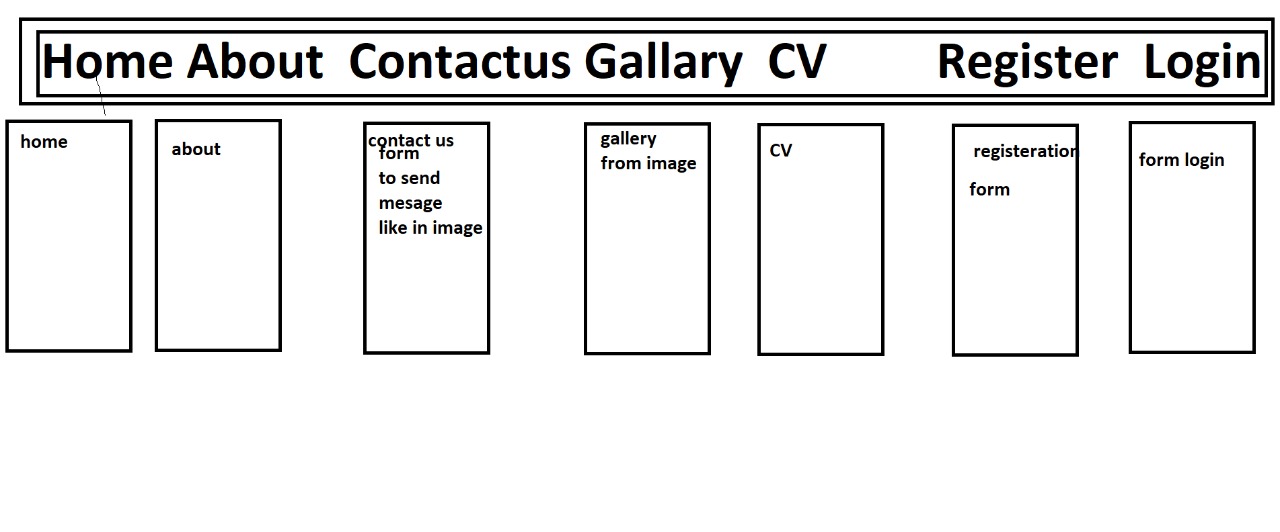 Home About Contactus Gallary CV Register Login
home
about
contact us
form
to send
mesage
like in image
gallery
from image
CV
registeration
form
form login